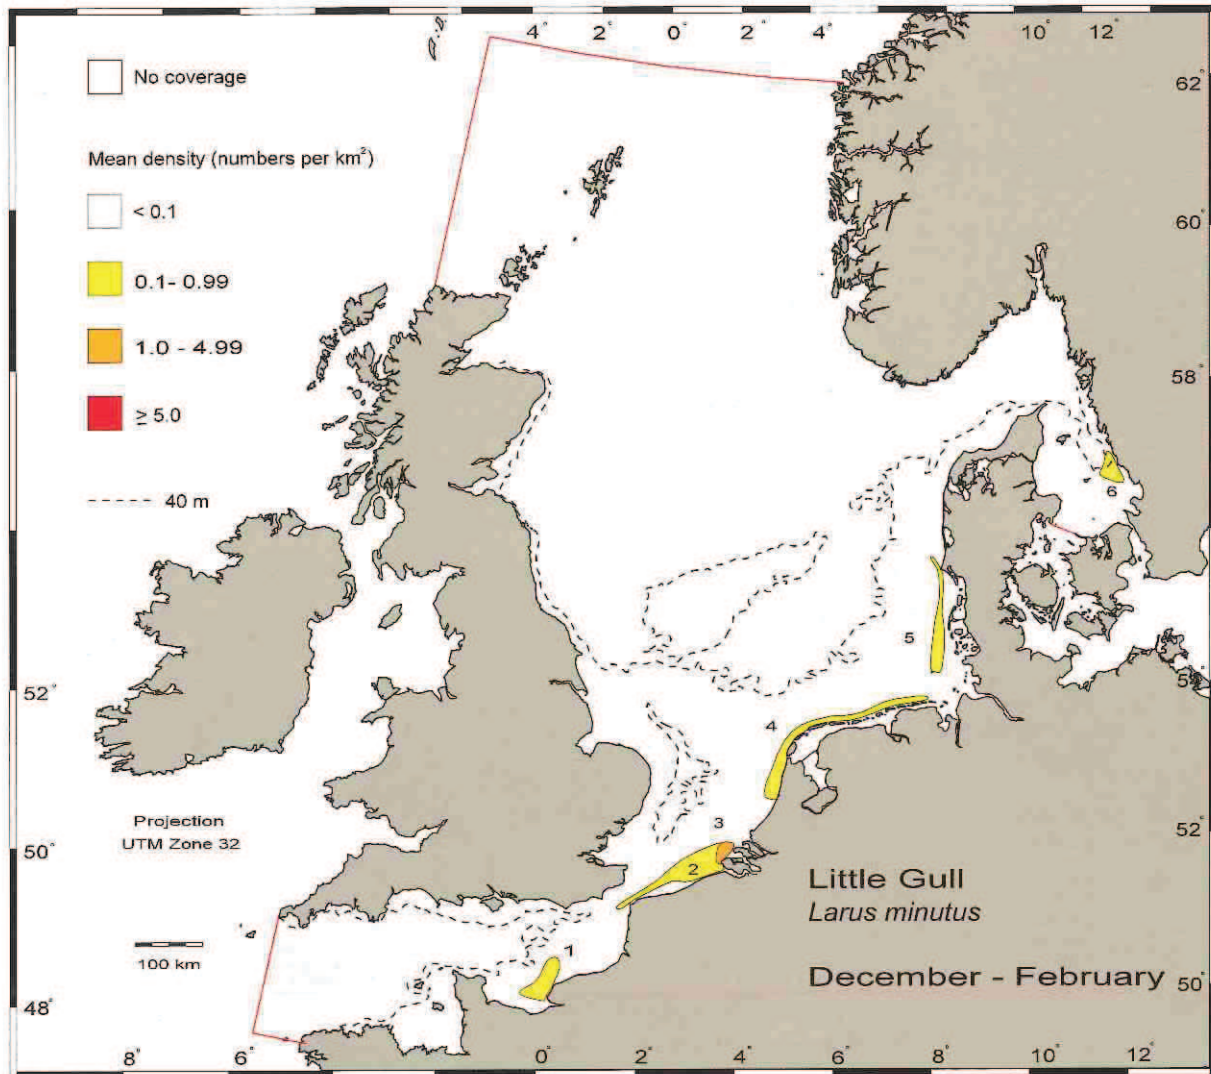 4° 2° 0° 2° 4° 10° 12°
No coverage
62°
Mean density (numbers per km²)
< 0.1
60°
0.1- 0.99
1.0 - 4.99
58°
≥ 5.0
6
40 m
5
52°
4
Projection
UTM Zone 32
3
52°
50°
2
Little Gull
Larus minutus
1
100 km
December - February
50°
48°
8° 6° 0° 2° 4° 6° 8° 10° 12°